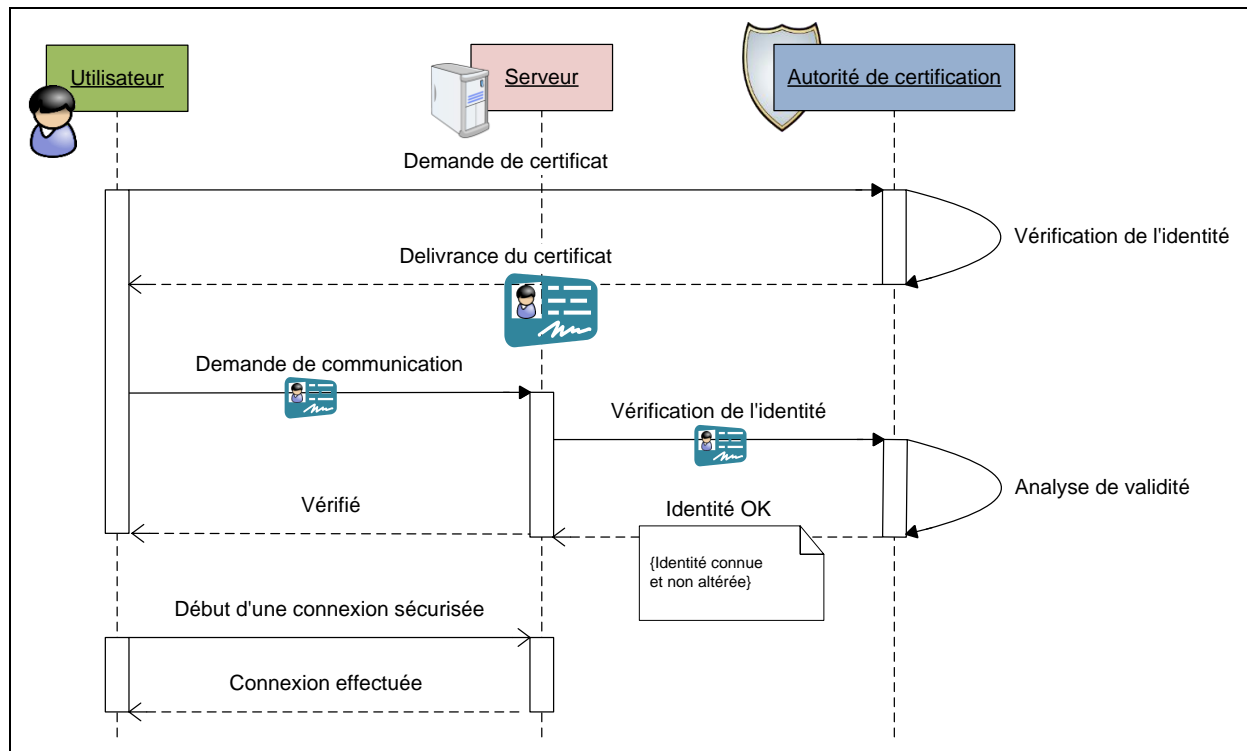 Utilisateur
Serveur
Autorité de certification
Demande de certificat
Vérification de l'identité
Delivrance du certificat
Demande de communication
Vérification de l'identité
Analyse de validité
Vérifié
Identité OK
{Identité connue
et non altérée}
Début d'une connexion sécurisée
Connexion effectuée